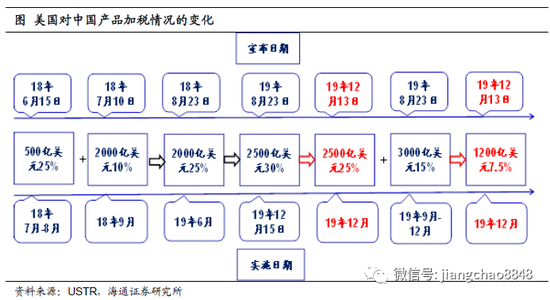 图 美国对中国产品加税情况的变化
宣布日期
18年
6月15日
18年
7月10日
18年
8月23日
19年
8月23日
19年12
月13日
19年
8月23日
19年12
月13日
500亿美
元25%
+
2000亿美
元10%
2000亿美
元25%
2500亿美
元30%
2500亿美
元25%
+
3000亿美
元15%
1200亿美
元7.5%
18年
7月-8月
18年9月
19年6月
19年12
月15日
19年12月
19年9月-
12月
19年12月
实施日期
资料来源：USTR，海通证券研究所
微信号: jiangchao8848